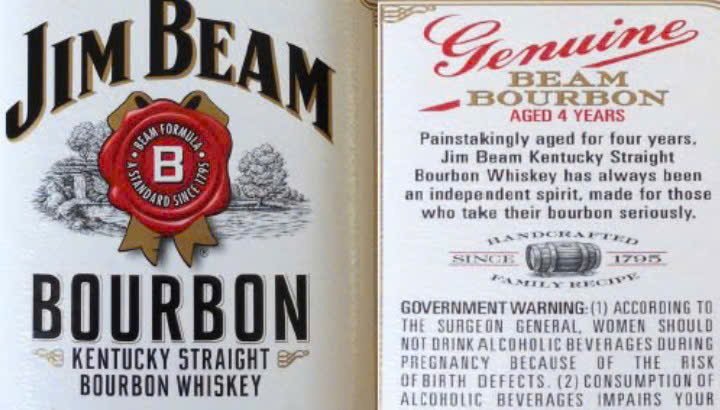 JIM BEAM
BEAM FORMULA
B
A STANDARD SINCE 1795
®
BOURBON
KENTUCKY STRAIGHT
BOURBON WHISKEY
Genuine
BEAM
BOURBON
AGED 4 YEARS
Painstakingly aged for four years,
Jim Beam Kentucky Straight
Bourbon Whiskey has always been
an independent spirit, made for those
who take their bourbon seriously.
HANDCRAFTED
SINCE 1795
FAMILY RECIPE
GOVERNMENT WARNING: (1) ACCORDING TO
THE SURGEON GENERAL, WOMEN SHOULD
NOT DRINK ALCOHOLIC BEVERAGES DURING
PREGNANCY BECAUSE OF THE RISK
OF BIRTH DEFECTS. (2) CONSUMPTION OF
ALCOHOLIC BEVERAGES IMPAIRS YOUR